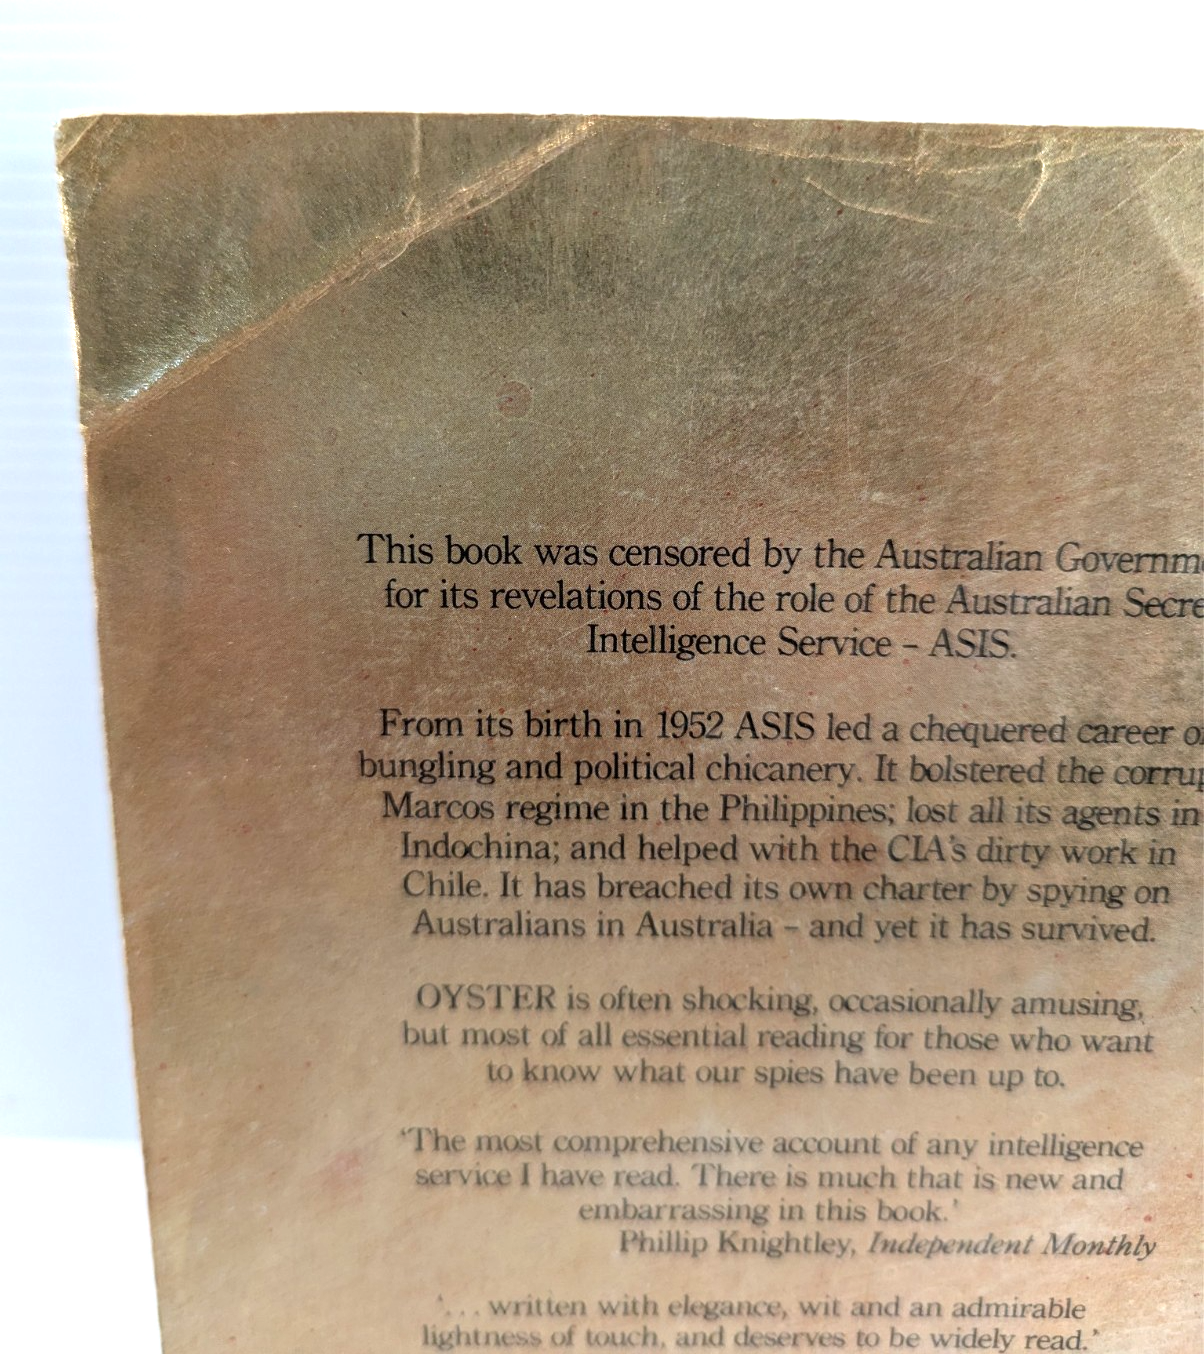 This book was censored by the Australian Governm
for its revelations of the role of the Australian Secre
Intelligence Service – ASIS.
From its birth in 1952 ASIS led a chequered career o
bungling and political chicanery. It bolstered the corrup
Marcos regime in the Philippines; lost all its agents in
Indochina; and helped with the CIA's dirty work in
Chile. It has breached its own charter by spying on
Australians in Australia – and yet it has survived.
OYSTER is often shocking, occasionally amusing,
but most of all essential reading for those who want
to know what our spies have been up to.
‘The most comprehensive account of any intelligence
service I have read. There is much that is new and
embarrassing in this book.’
Phillip Knightley, Independent Monthly
‘. . . written with elegance, wit and an admirable
lightness of touch, and deserves to be widely read.’